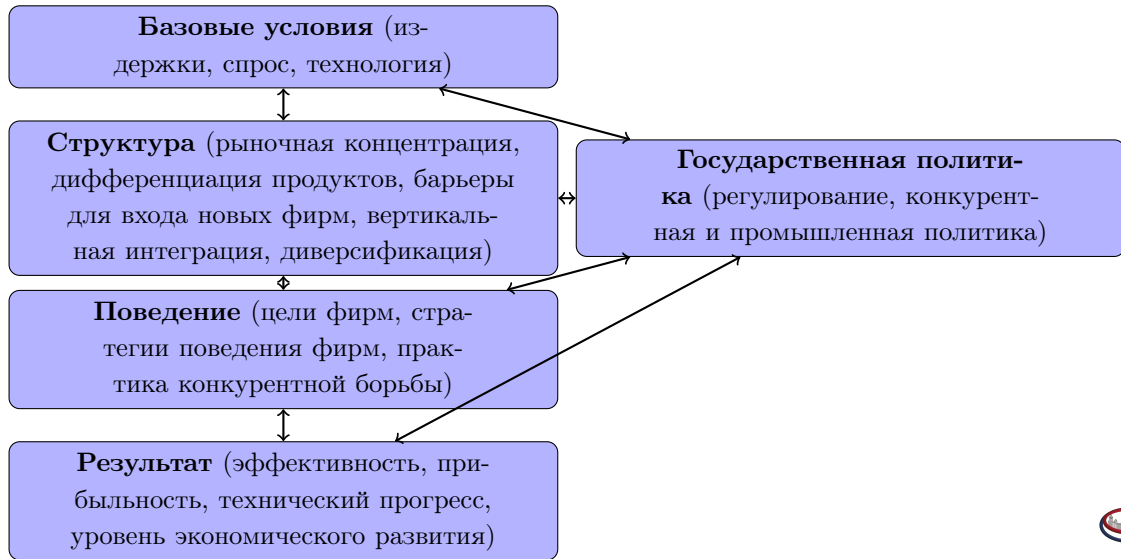 Базовые условия (из-
держки, спрос, технология)
Структура (рыночная концентрация,
дифференциация продуктов, барьеры
для входа новых фирм, вертикаль-
ная интеграция, диверсификация)
Государственная полити-
ка (регулирование, конкурент-
ная и промышленная политика)
Поведение (цели фирм, стра-
тегии поведения фирм, прак-
тика конкурентной борьбы)
Результат (эффективность, при-
быльность, технический прогресс,
уровень экономического развития)